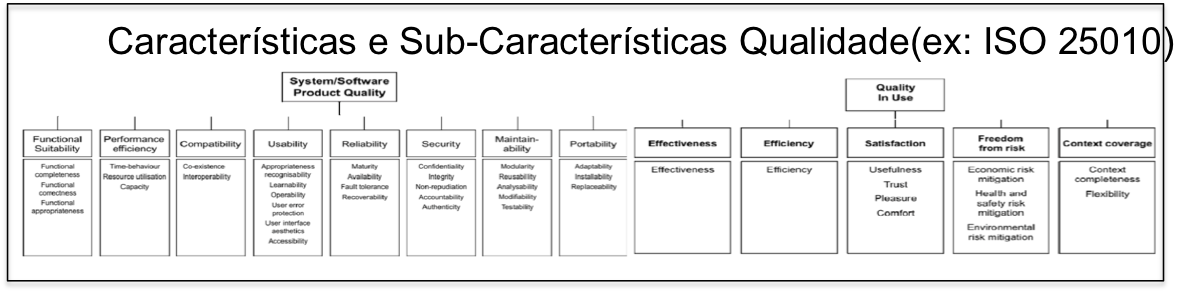 Características e Sub-Características Qualidade(ex: ISO 25010)
System/Software
Product Quality
Quality
In Use
Functional
Suitability
Performance
efficiency
Compatibility
Usability
Reliability
Security
Maintain-
ability
Portability
Effectiveness
Efficiency
Satisfaction
Freedom
from risk
Context coverage
Functional
completeness
Functional
correctness
Functional
appropriateness
Time-behaviour
Resource utilisation
Capacity
Co-existence
Interoperability
Appropriateness
recognisability
Learnability
Operability
User error
protection
User interface
aesthetics
Accessibility
Maturity
Availability
Fault tolerance
Recoverability
Confidentiality
Integrity
Non-repudiation
Accountability
Authenticity
Modularity
Reusability
Analysability
Modifiability
Testability
Adaptability
Installability
Replaceability
Effectiveness
Efficiency
Usefulness
Trust
Pleasure
Comfort
Economic risk
mitigation
Health and
safety risk
mitigation
Environmental
risk mitigation
Context
completeness
Flexibility